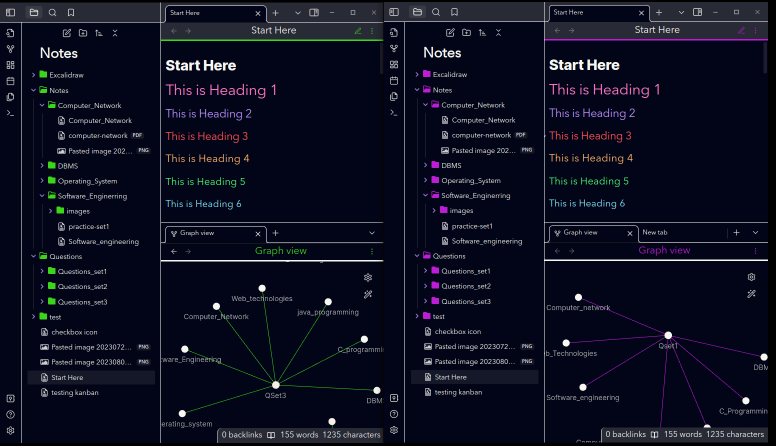 Start Here
Start Here
Notes
Excalidraw
Notes
Computer_Network
Computer_Network
computer-network PDF
Pasted image 202... PNG
DBMS
Operating_System
Software_Enginerring
images
practice-set1
Software_engineering
Questions
Questions_set1
Questions_set2
Questions_set3
test
checkbox icon
Pasted image 2023072... PNG
Pasted image 2023080... PNG
Start Here
testing kanban
Start Here
This is Heading 1
This is Heading 2
This is Heading 3
This is Heading 4
This is Heading 5
This is Heading 6
Graph view
Graph view
Web_technologies
java_programming
Computer_Network
C_programmi
ware_Engineering
QSet3
DBM
erating_system
0 backlinks 155 words 1235 characters
Start Here
Start Here
Notes
Excalidraw
Notes
Computer_Network
Computer_Network
computer-network PDF
Pasted image 202... PNG
DBMS
Operating_System
Software_Enginerring
images
practice-set1
Software_engineering
Questions
Questions_set1
Questions_set2
Questions_set3
test
checkbox icon
Pasted image 2023072... PNG
Pasted image 2023080... PNG
Start Here
testing kanban
Start Here
This is Heading 1
This is Heading 2
This is Heading 3
This is Heading 4
This is Heading 5
This is Heading 6
Graph view New tab
Graph view
Computer_network
Qset1
b_Technologies
DBM
Software_engineering
C_Programmin
0 backlinks 155 words 1235 characters